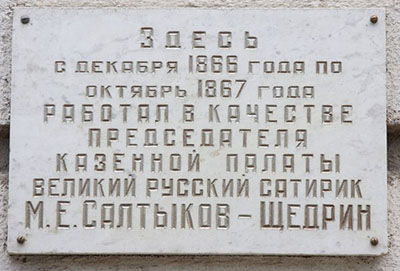 Здесь
с декабря 1866 года по
октябрь 1867 года
работал в качестве
председателя
казенной палаты
великий русский сатирик
М.Е.Салтыков-Щедрин